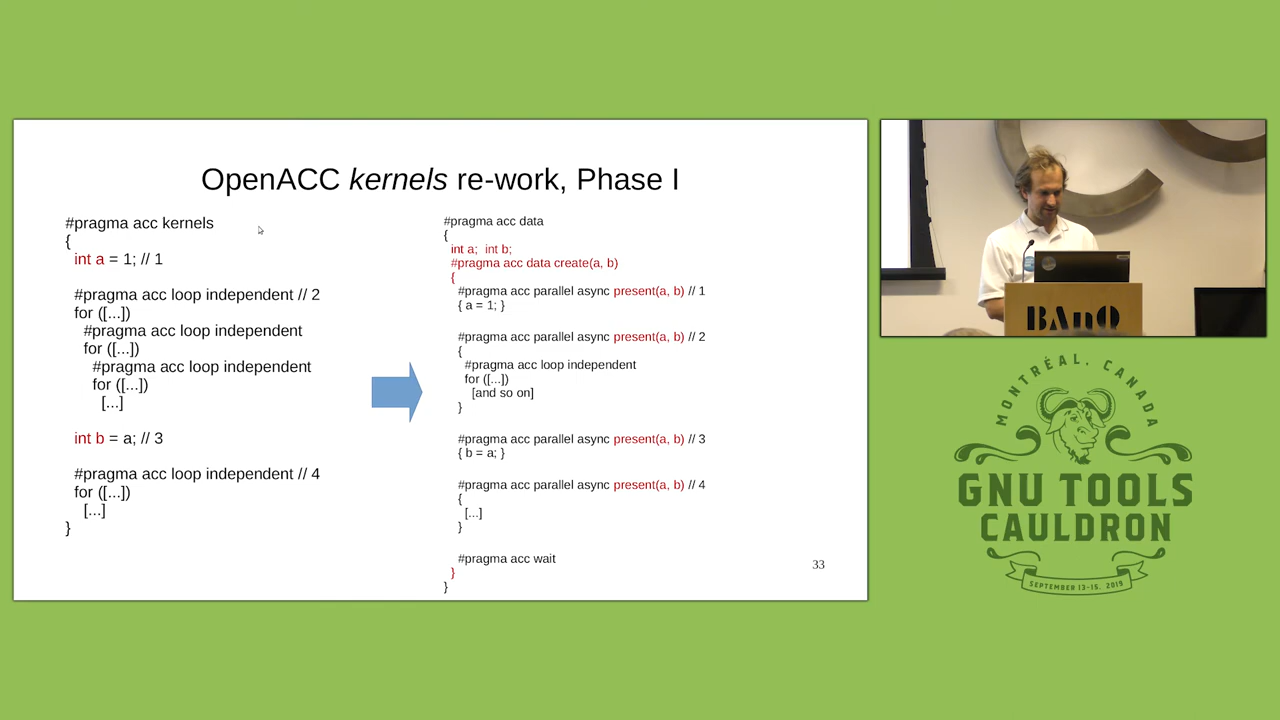 OpenACC kernels re-work, Phase I
#pragma acc kernels
{
int a = 1; // 1
#pragma acc loop independent // 2
for ([...])
#pragma acc loop independent
for ([...])
#pragma acc loop independent
for ([...])
[...]
int b = a; // 3
#pragma acc loop independent // 4
for ([...])
[...]
}
#pragma acc data
{
int a; int b;
#pragma acc data create(a, b)
{
#pragma acc parallel async present(a, b) // 1
{ a = 1; }
#pragma acc parallel async present(a, b) // 2
{
#pragma acc loop independent
for ([...])
[and so on]
}
#pragma acc parallel async present(a, b) // 3
{ b = a; }
#pragma acc parallel async present(a, b) // 4
{
[...]
}
#pragma acc wait
}
}
33
BAnQ
MONTRÉAL, CANADA
GNU TOOLS
CAULDRON
SEPTEMBER 13-15, 2019